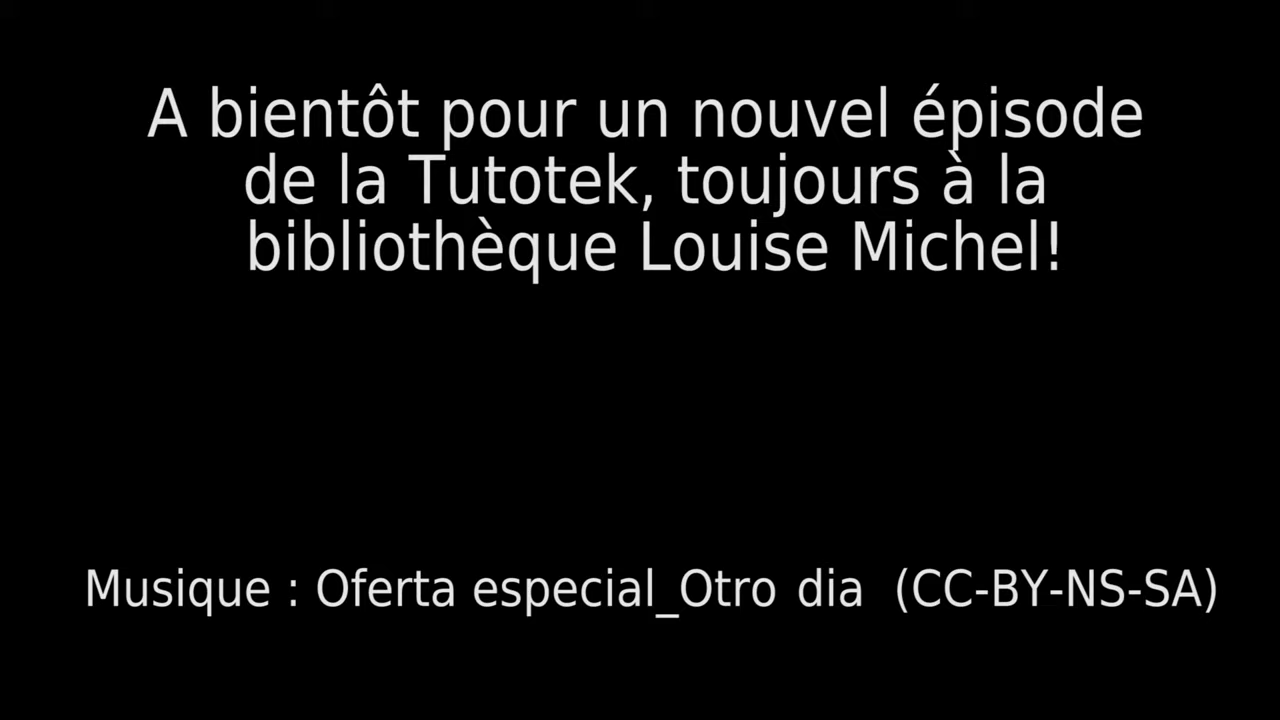 A bientôt pour un nouvel épisode
de la Tutotek, toujours à la
bibliothèque Louise Michel!
Musique : Oferta especial_Otro dia (CC-BY-NS-SA)